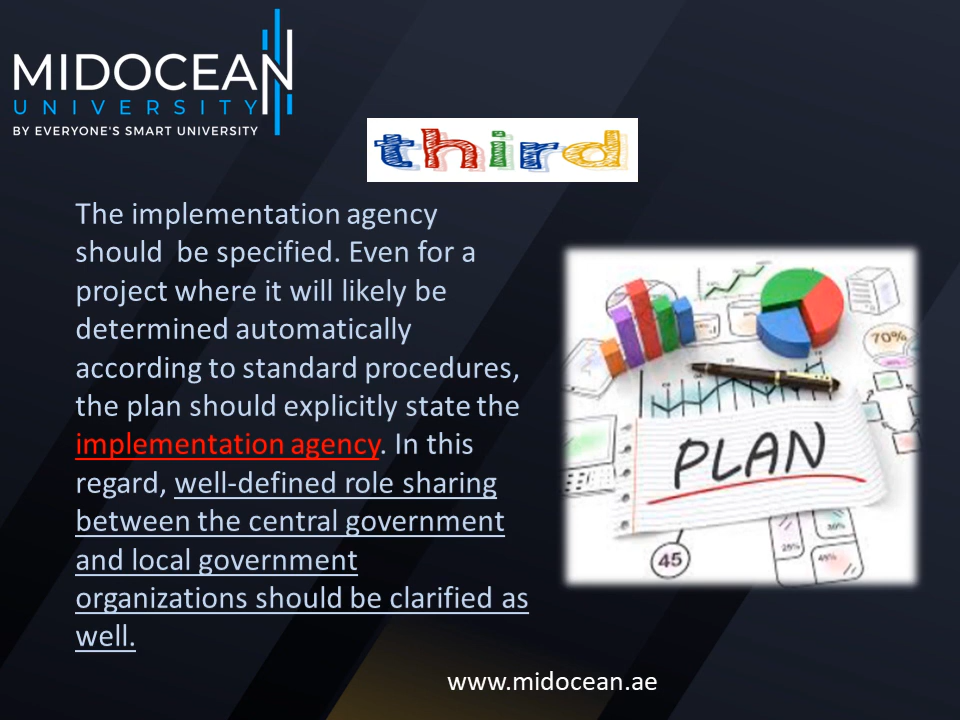 MIDOCEAN
UNIVERSITY
BY EVERYONE'S SMART UNIVERSITY
third
The implementation agency
should be specified. Even for a
project where it will likely be
determined automatically
according to standard procedures,
the plan should explicitly state the
implementation agency. In this
regard, well-defined role sharing
between the central government
and local government
organizations should be clarified as
well.
70%
PLAN
45
25%
30%
45%
www.midocean.ae